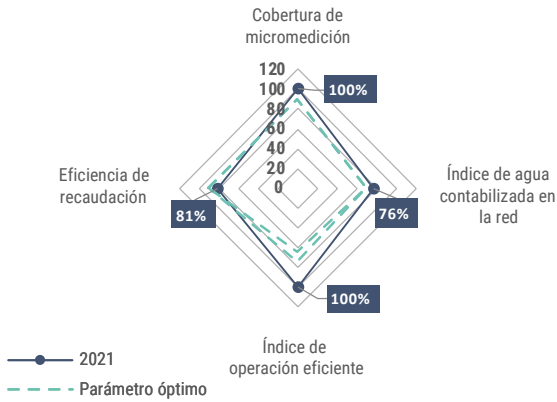 Cobertura de
micromedición
120
100
80
60
40
20
0
100%
Eficiencia de
recaudación
81%
Índice de agua
contabilizada en
la red
76%
100%
Índice de
operación eficiente
2021
Parámetro óptimo